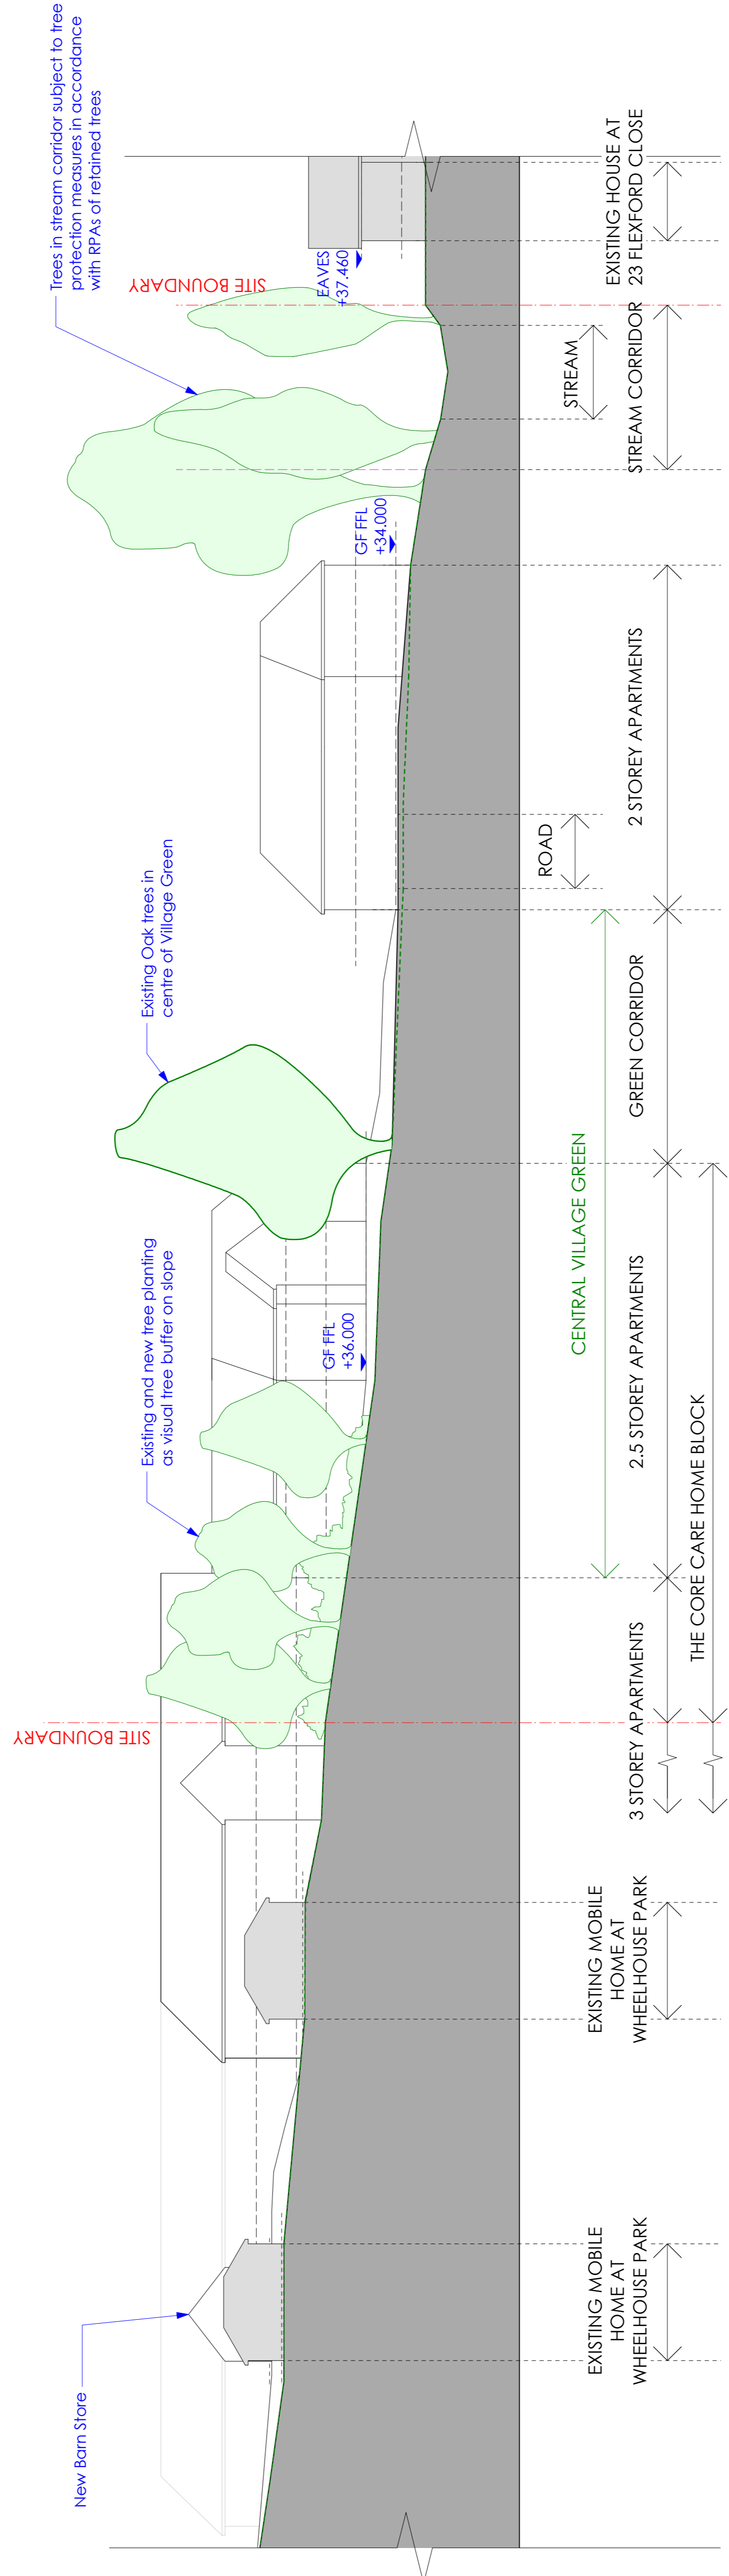 New Barn Store
SITE BOUNDARY
Existing and new tree planting
as visual tree buffer on slope
Existing Oak trees in
centre of Village Green
Trees in stream corridor subject to tree
protection measures in accordance
with RPAs of retained trees
SITE BOUNDARY
GF FFL
+36.000
GF FFL
+34.000
EAVES
+37.460
EXISTING MOBILE
HOME AT
WHEELHOUSE PARK
EXISTING MOBILE
HOME AT
WHEELHOUSE PARK
3 STOREY APARTMENTS
THE CORE CARE HOME BLOCK
2.5 STOREY APARTMENTS
CENTRAL VILLAGE GREEN
GREEN CORRIDOR
ROAD
2 STOREY APARTMENTS
STREAM
STREAM CORRIDOR
EXISTING HOUSE AT
23 FLEXFORD CLOSE